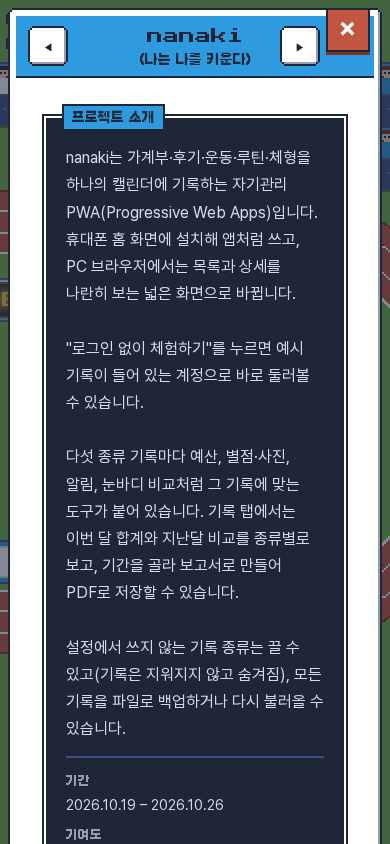 nanaki
(나는 나를 키운다)
프로젝트 소개
nanaki는 가계부·후기·운동·루틴·체형을
하나의 캘린더에 기록하는 자기관리
PWA(Progressive Web Apps)입니다.
휴대폰 홈 화면에 설치해 앱처럼 쓰고,
PC 브라우저에서는 목록과 상세를
나란히 보는 넓은 화면으로 바뀝니다.
"로그인 없이 체험하기"를 누르면 예시
기록이 들어 있는 계정으로 바로 둘러볼
수 있습니다.
다섯 종류 기록마다 예산, 별점·사진,
알림, 눈바디 비교처럼 그 기록에 맞는
도구가 붙어 있습니다. 기록 탭에서는
이번 달 합계와 지난달 비교를 종류별로
보고, 기간을 골라 보고서로 만들어
PDF로 저장할 수 있습니다.
설정에서 쓰지 않는 기록 종류는 끌 수
있고(기록은 지워지지 않고 숨겨짐), 모든
기록을 파일로 백업하거나 다시 불러올 수
있습니다.
기간
2026.10.19 – 2026.10.26
기여도